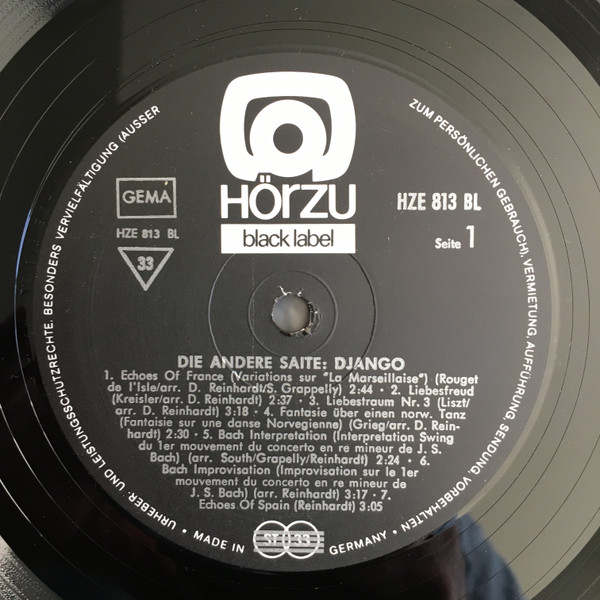 HÖRZU
black label
GEMA
HZE 813 BL
33
HZE 813 BL
Seite 1
DIE ANDERE SAITE: DJANGO
1. Echoes Of France (Variations sur "La Marseillaise") (Rouget
de l'Isle/arr. D. Reinhardt/S. Grappelly) 2:44 · 2. Liebesfreud
(Kreisler/arr. D. Reinhardt) 2:37 · 3. Liebestraum Nr. 3 (Liszt/
arr. D. Reinhardt) 3:18 · 4. Fantasie über einen norw. Tanz
(Fantaisie sur une danse Norvegienne) (Grieg/arr. D. Rein-
hardt) 2:30 · 5. Bach Interpretation (Interpretation Swing
du 1er mouvement du concerto en re mineur de J. S.
Bach) (arr. South/Grapelly/Reinhardt) 2:24 · 6.
Bach Improvisation (Improvisation sur le 1er
mouvement du concerto en re mineur de
J. S. Bach) (arr. Reinhardt) 3:17 · 7.
Echoes Of Spain (Reinhardt) 3:05
URHEBER- UND LEISTUNGSSCHUTZRECHTE, BESONDERS VERVIELFÄLTIGUNG (AUSSER
ZUM PERSÖNLICHEN GEBRAUCH), VERMIETUNG, AUFFÜHRUNG, SENDUNG, VORBEHALTEN
• MADE IN ST 33 GERMANY •